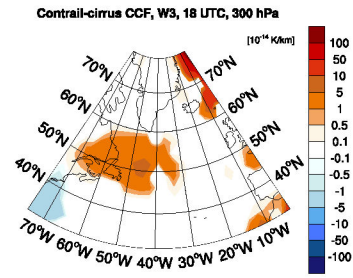 Contrail-cirrus CCF, W3, 18 UTC, 300 hPa
[10⁻¹⁴ K/km]
70°N
70°N
60°N
60°N
50°N
50°N
40°N
40°N
70°W 60°W 50°W 40°W 30°W 20°W 10°W
100
50
10
5
1
0.5
0.1
-0.1
-0.5
-1
-5
-10
-50
-100